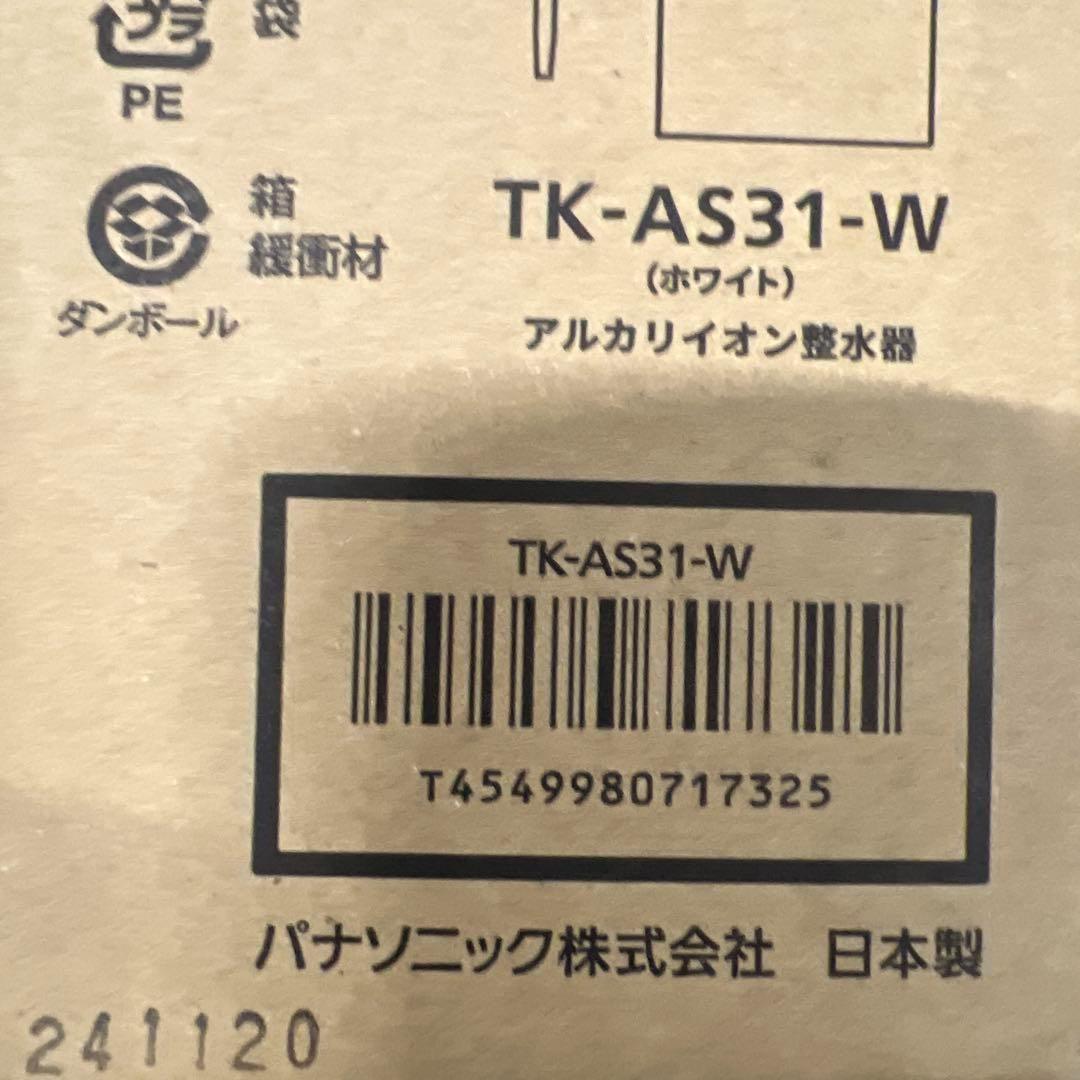 プラ
袋
PE
箱
緩衝材
ダンボール
TK-AS31-W
(ホワイト)
アルカリイオン整水器
TK-AS31-W
T4549980717325
パナソニック株式会社 日本製
241120